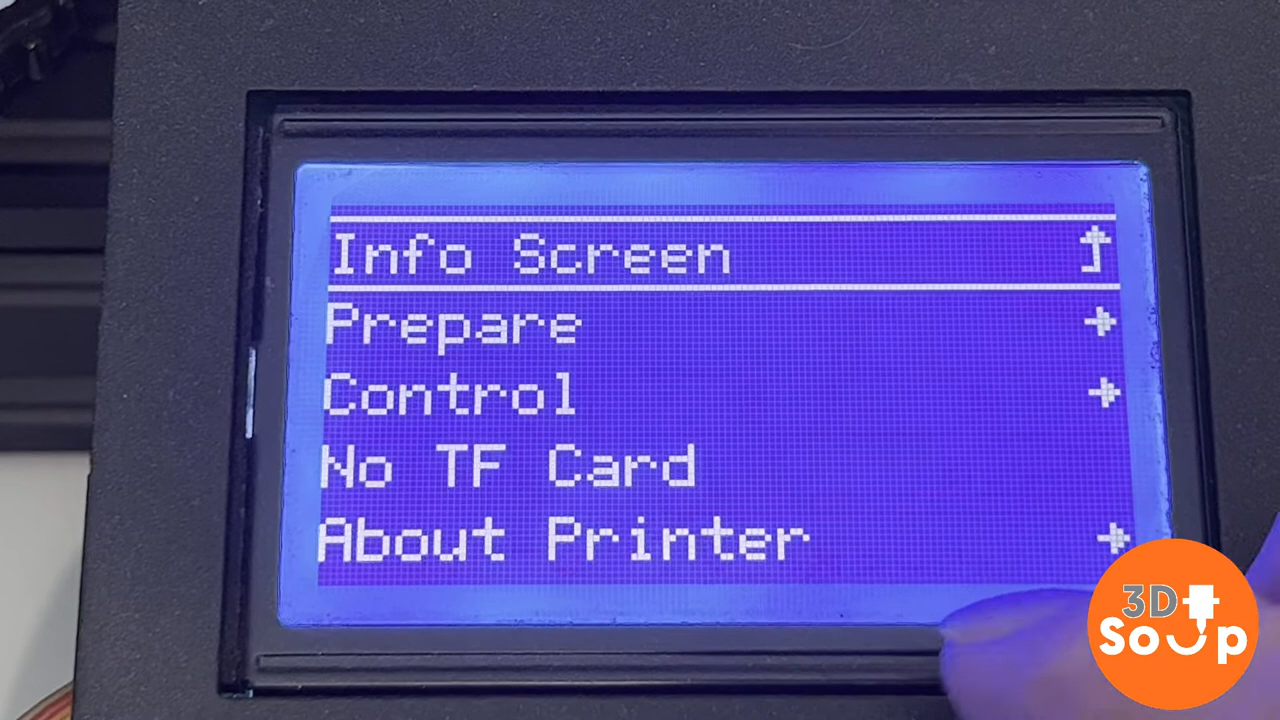 Info Screen
Prepare
Control
No TF Card
About Printer
3D
Soup